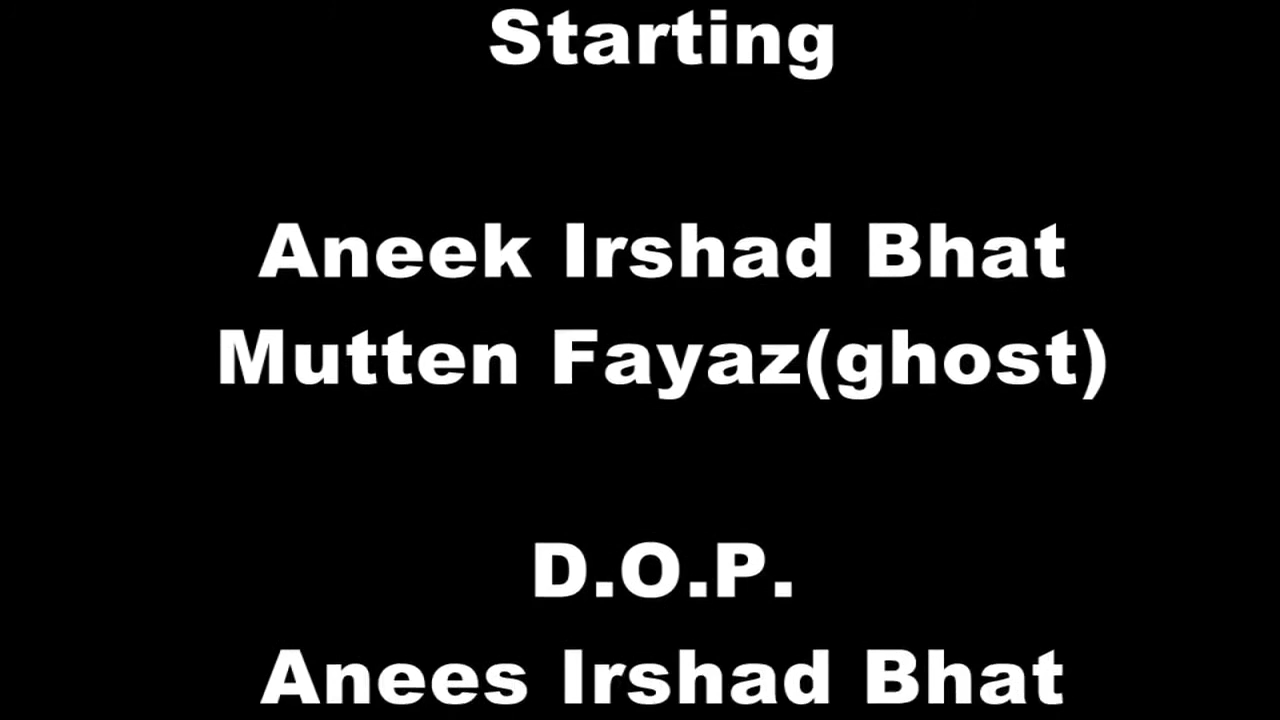 Starting
Aneek Irshad Bhat
Mutten Fayaz(ghost)
D.O.P.
Anees Irshad Bhat